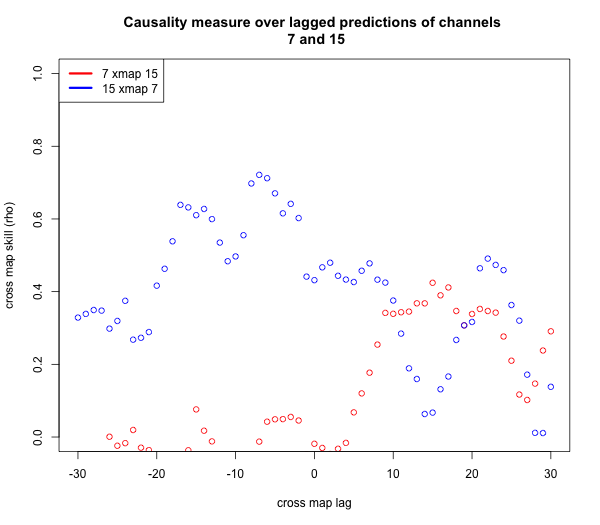 Causality measure over lagged predictions of channels
7 and 15
7 xmap 15
15 xmap 7
cross map skill (rho)
1.0
0.8
0.6
0.4
0.2
0.0
-30 -20 -10 0 10 20 30
cross map lag